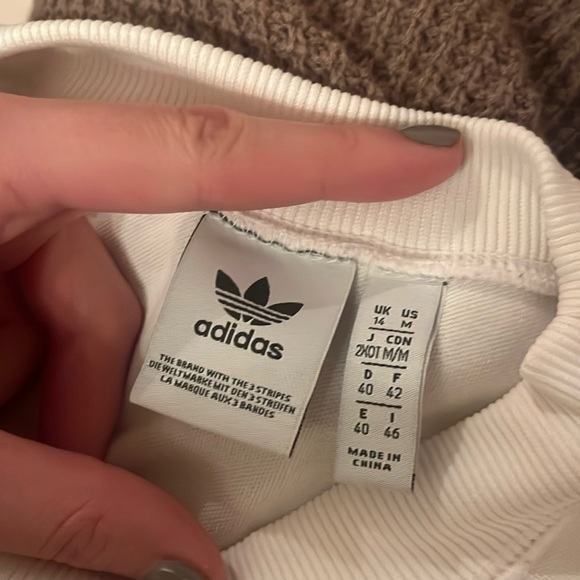 adidas
THE BRAND WITH THE 3 STRIPES
DIE WELTMARKE MIT DEN 3 STREIFEN
LA MARQUE AUX 3 BANDES
UK US
14 M
J CDN
2XOT M/M
D F
40 42
E I
40 46
MADE IN
CHINA